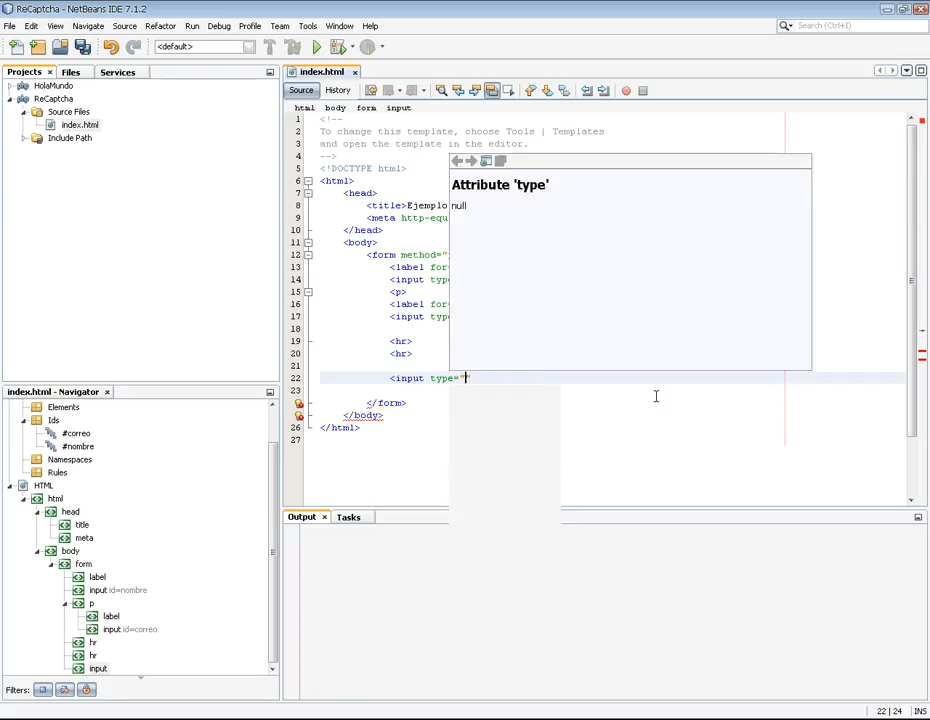 ReCaptcha - NetBeans IDE 7.1.2
File Edit View Navigate Source Refactor Run Debug Profile Team Tools Window Help
Search (Ctrl+I)
<default>
Projects Files Services
HolaMundo
ReCaptcha
Source Files
index.html
Include Path
index.html
Source History
html body form input
1 <!--
2 To change this template, choose Tools | Templates
3 and open the template in the editor.
4 -->
5 <!DOCTYPE html>
6 <html>
7 <head>
8 <title>Ejemplo
9 <meta http-equ
10 </head>
11 <body>
12 <form method="
13 <label for
14 <input type
15 <p>
16 <label for
17 <input type
18
19 <hr>
20 <hr>
21
22 <input type=""
23
</form>
</body>
26 </html>
27
Attribute 'type'
null
index.html - Navigator
Elements
Ids
#correo
#nombre
Namespaces
Rules
HTML
html
head
title
meta
body
form
label
input id=nombre
p
label
input id=correo
hr
hr
input
Filters:
Output Tasks
22 | 24 INS